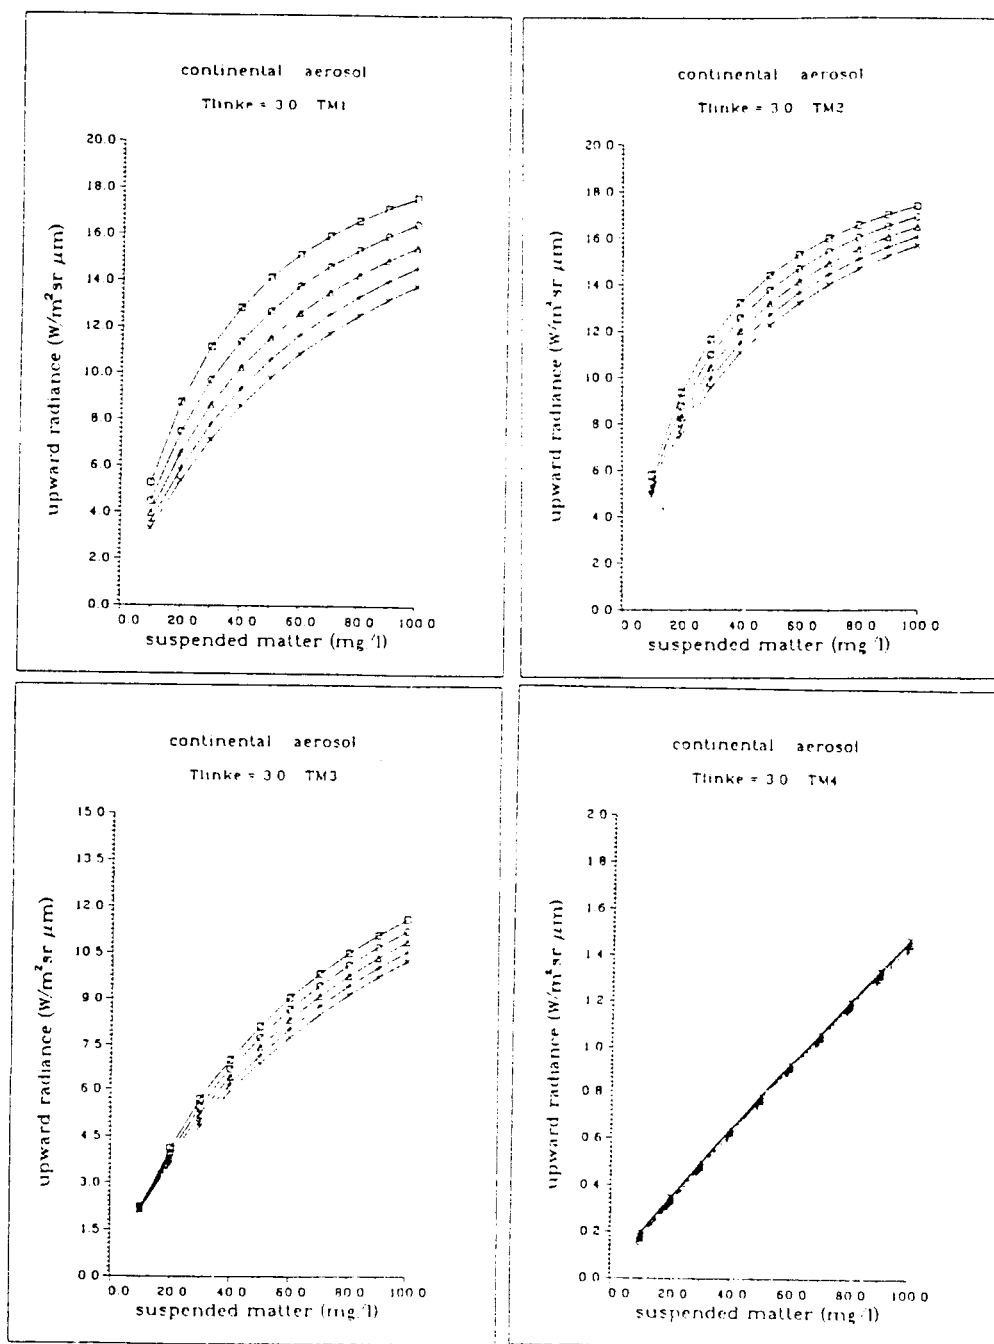 continental aerosol
Tlinke = 3.0 TM1
20.0
18.0
16.0
14.0
12.0
10.0
8.0
6.0
4.0
2.0
0.0
0.0 20.0 40.0 60.0 80.0 100.0
upward radiance (W/m²sr μm)
suspended matter (mg/l)
continental aerosol
Tlinke = 3.0 TM2
20.0
18.0
16.0
14.0
12.0
10.0
8.0
6.0
4.0
2.0
0.0
0.0 20.0 40.0 60.0 80.0 100.0
upward radiance (W/m²sr μm)
suspended matter (mg/l)
continental aerosol
Tlinke = 3.0 TM3
15.0
13.5
12.0
10.5
9.0
7.5
6.0
4.5
3.0
1.5
0.0
0.0 20.0 40.0 60.0 80.0 100.0
upward radiance (W/m²sr μm)
suspended matter (mg/l)
continental aerosol
Tlinke = 3.0 TM4
2.0
1.8
1.6
1.4
1.2
1.0
0.8
0.6
0.4
0.2
0.0
0.0 20.0 40.0 60.0 80.0 100.0
upward radiance (W/m²sr μm)
suspended matter (mg/l)